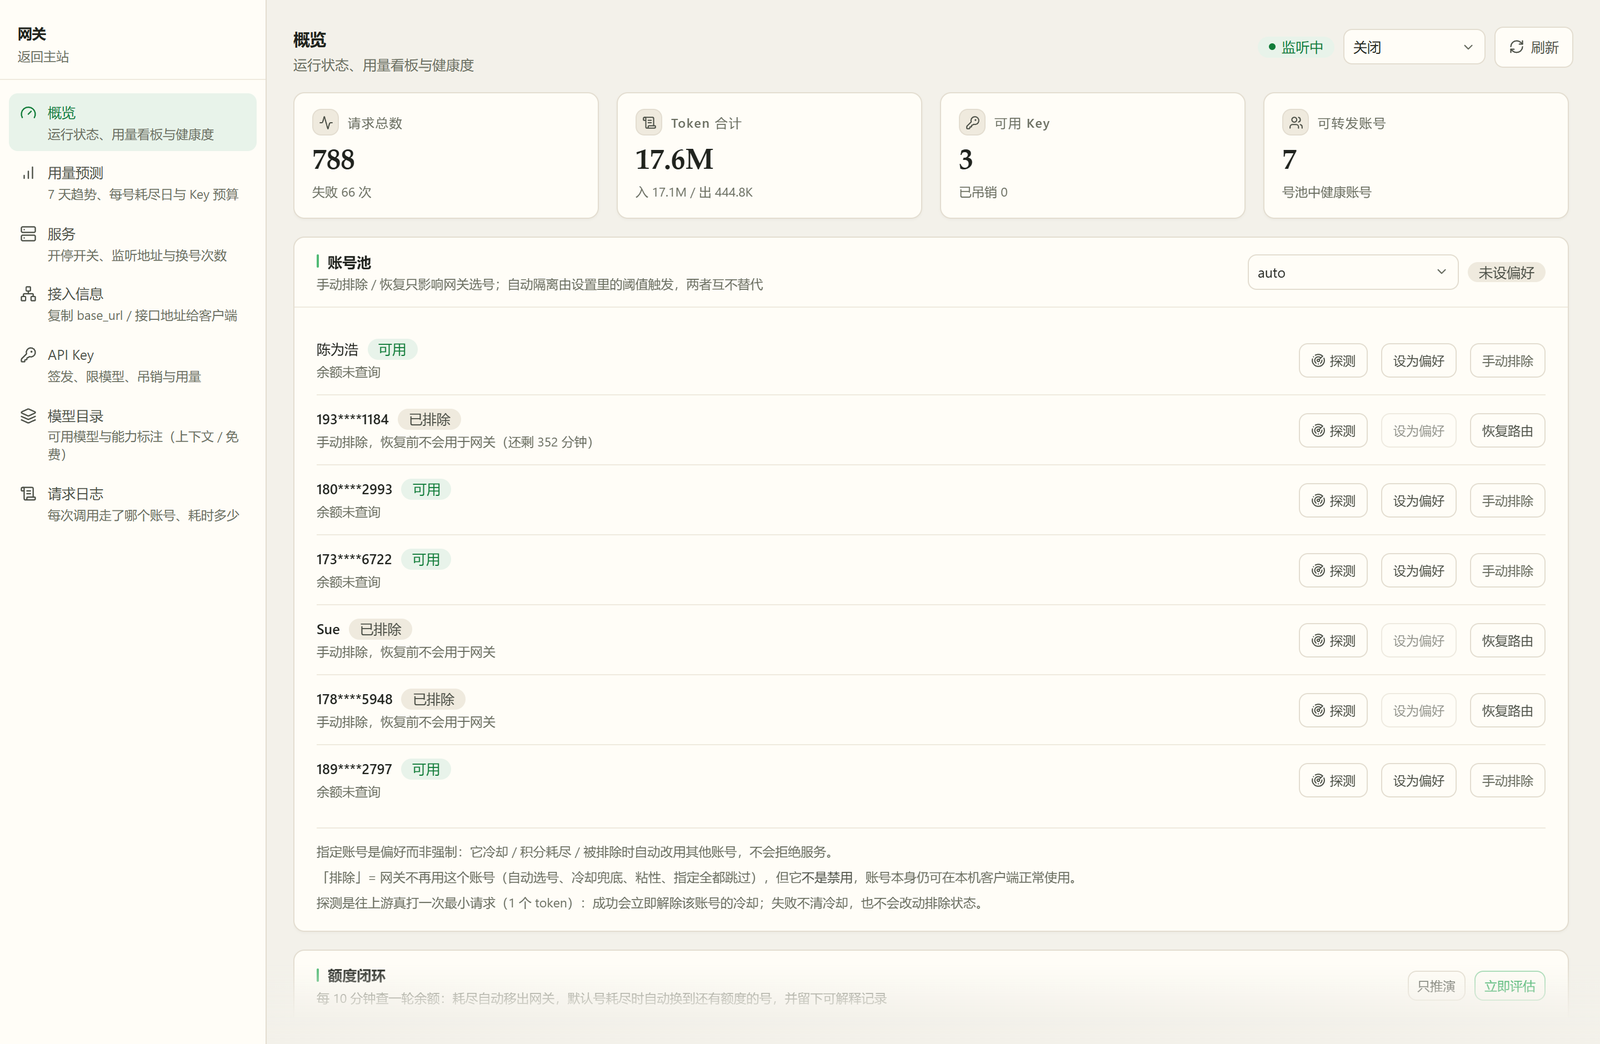 网关
返回主站
概览
运行状态、用量看板与健康度
用量预测
7 天趋势、每号耗尽日与 Key 预算
服务
开停开关、监听地址与换号次数
接入信息
复制 base_url / 接口地址给客户端
API Key
签发、限模型、吊销与用量
模型目录
可用模型与能力标注（上下文 / 免
费）
请求日志
每次调用走了哪个账号、耗时多少
概览
运行状态、用量看板与健康度
监听中
关闭
刷新
请求总数
788
失败 66 次
Token 合计
17.6M
入 17.1M / 出 444.8K
可用 Key
3
已吊销 0
可转发账号
7
号池中健康账号
账号池
手动排除 / 恢复只影响网关选号；自动隔离由设置里的阈值触发，两者互不替代
auto
未设偏好
陈为浩 可用
余额未查询
探测 设为偏好 手动排除
193****1184 已排除
手动排除，恢复前不会用于网关（还剩 352 分钟）
探测 设为偏好 恢复路由
180****2993 可用
余额未查询
探测 设为偏好 手动排除
173****6722 可用
余额未查询
探测 设为偏好 手动排除
Sue 已排除
手动排除，恢复前不会用于网关
探测 设为偏好 恢复路由
178****5948 已排除
手动排除，恢复前不会用于网关
探测 设为偏好 恢复路由
189****2797 可用
余额未查询
探测 设为偏好 手动排除
指定账号是偏好而非强制：它冷却 / 积分耗尽 / 被排除时自动改用其他账号，不会拒绝服务。
「排除」= 网关不再用这个账号（自动选号、冷却兜底、粘性、指定全都跳过），但它不是禁用，账号本身仍可在本机客户端正常使用。
探测是往上游真打一次最小请求（1 个 token）：成功会立即解除该账号的冷却；失败不清冷却，也不会改动排除状态。
额度闭环
每 10 分钟查一轮余额：耗尽自动移出网关，默认号耗尽时自动换到还有额度的号，并留下可解释记录
只推演
立即评估